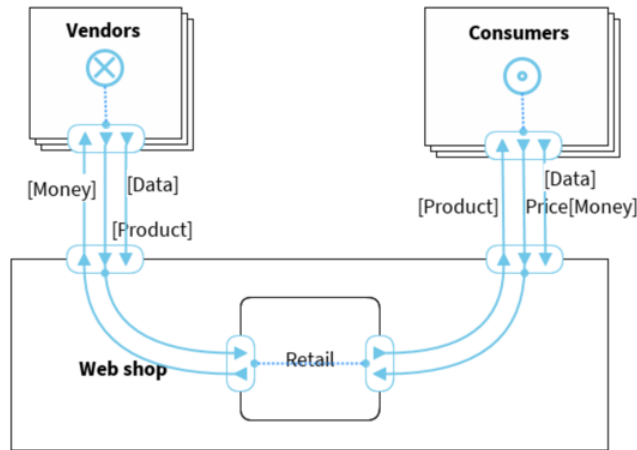 Vendors
Consumers
[Money]
[Data]
[Product]
[Data]
[Product]
Price[Money]
Web shop
Retail